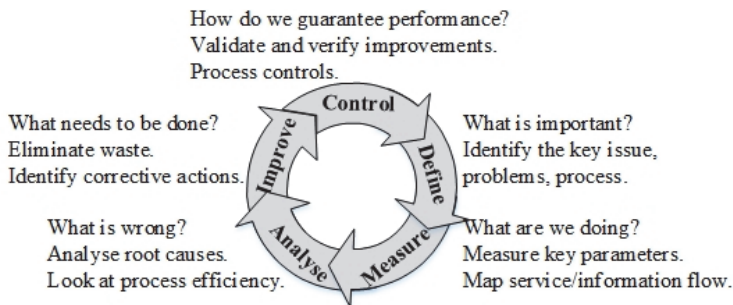 How do we guarantee performance?
Validate and verify improvements.
Process controls.
Control
What needs to be done?
Eliminate waste.
Identify corrective actions.
Improve
What is important?
Identify the key issue,
problems, process.
Define
What is wrong?
Analyse root causes.
Look at process efficiency.
Analyse
Measure
What are we doing?
Measure key parameters.
Map service/information flow.